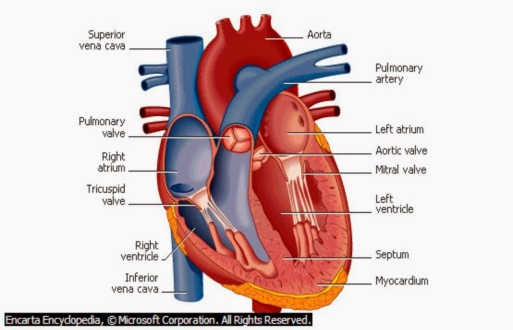 Superior
vena cava
Aorta
Pulmonary
artery
Pulmonary
valve
Left atrium
Aortic valve
Right
atrium
Mitral valve
Tricuspid
valve
Left
ventricle
Right
ventricle
Septum
Inferior
vena cava
Myocardium
Encarta Encyclopedia, © Microsoft Corporation. All Rights Reserved.